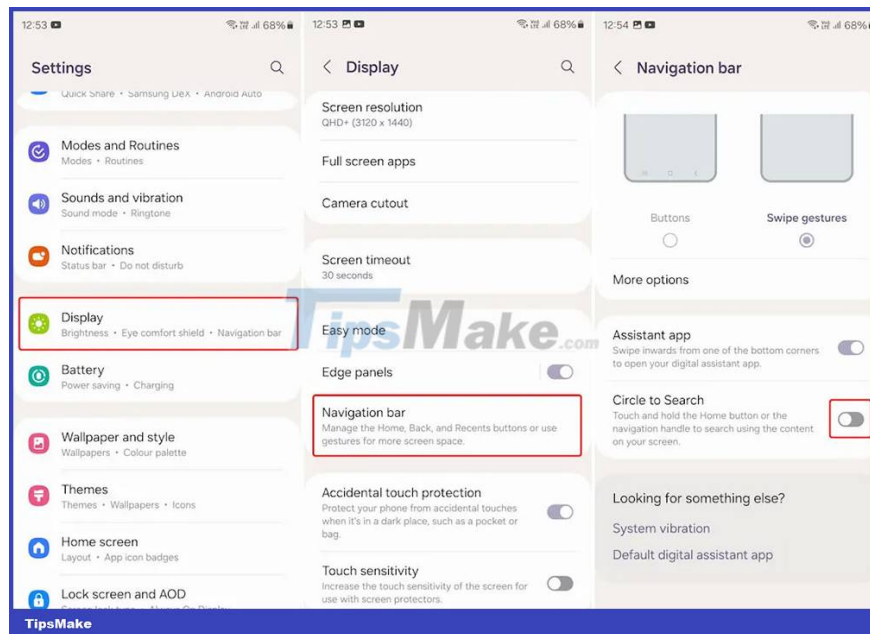 12:53
68%
Settings
Quick Share • Samsung DeX • Android Auto
Modes and Routines
Modes • Routines
Sounds and vibration
Sound mode • Ringtone
Notifications
Status bar • Do not disturb
Display
Brightness • Eye comfort shield • Navigation bar
Battery
Power saving • Charging
Wallpaper and style
Wallpapers • Colour palette
Themes
Themes • Wallpapers • Icons
Home screen
Layout • App icon badges
Lock screen and AOD
Screen lock type • Always On Display
12:53
68%
Display
Screen resolution
QHD+ (3120 x 1440)
Full screen apps
Camera cutout
Screen timeout
30 seconds
Easy mode
Edge panels
Navigation bar
Manage the Home, Back, and Recents buttons or use
gestures for more screen space.
Accidental touch protection
Protect your phone from accidental touches
when it's in a dark place, such as a pocket or
bag.
Touch sensitivity
Increase the touch sensitivity of the screen for
use with screen protectors.
12:54
68%
Navigation bar
Buttons
Swipe gestures
More options
Assistant app
Swipe inwards from one of the bottom corners
to open your digital assistant app.
Circle to Search
Touch and hold the Home button or the
navigation handle to search using the content
on your screen.
Looking for something else?
System vibration
Default digital assistant app
TipsMake.com
TipsMake